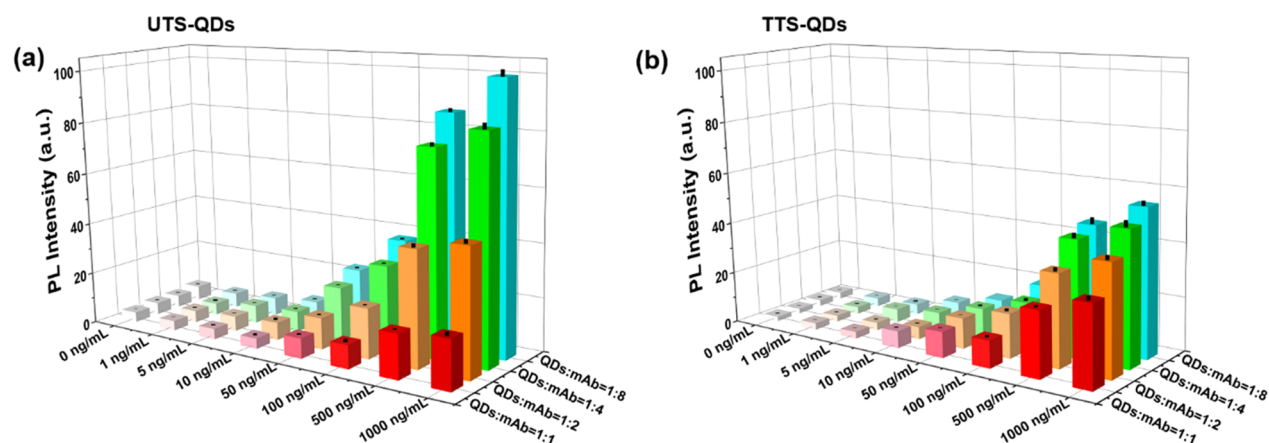 UTS-QDs
(a)
PL Intensity (a.u.)
100
80
60
40
20
0
0 ng/mL
1 ng/mL
5 ng/mL
10 ng/mL
50 ng/mL
100 ng/mL
500 ng/mL
1000 ng/mL
QDs:mAb=1:8
QDs:mAb=1:4
QDs:mAb=1:2
QDs:mAb=1:1
TTS-QDs
(b)
PL Intensity (a.u.)
100
80
60
40
20
0
0 ng/mL
1 ng/mL
5 ng/mL
10 ng/mL
50 ng/mL
100 ng/mL
500 ng/mL
1000 ng/mL
QDs:mAb=1:8
QDs:mAb=1:4
QDs:mAb=1:2
QDs:mAb=1:1